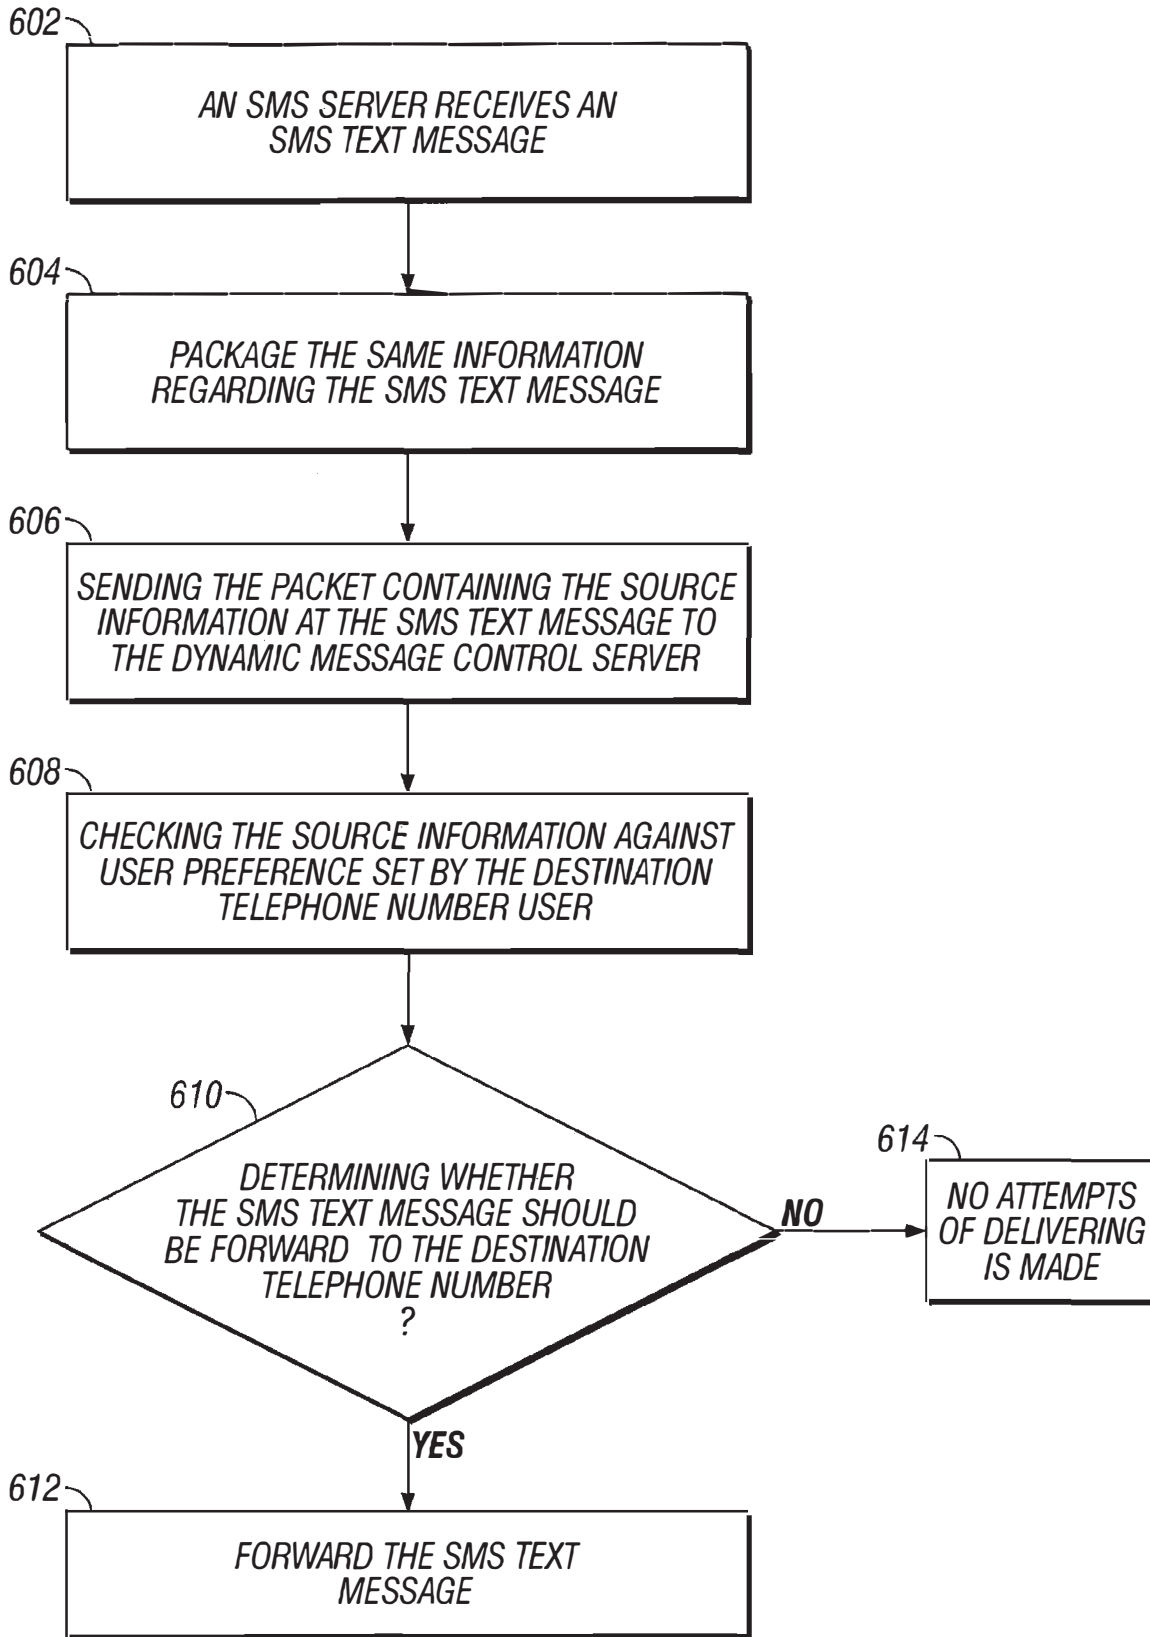 602
AN SMS SERVER RECEIVES AN
SMS TEXT MESSAGE
604
PACKAGE THE SAME INFORMATION
REGARDING THE SMS TEXT MESSAGE
606
SENDING THE PACKET CONTAINING THE SOURCE
INFORMATION AT THE SMS TEXT MESSAGE TO
THE DYNAMIC MESSAGE CONTROL SERVER
608
CHECKING THE SOURCE INFORMATION AGAINST
USER PREFERENCE SET BY THE DESTINATION
TELEPHONE NUMBER USER
610
DETERMINING WHETHER
THE SMS TEXT MESSAGE SHOULD
BE FORWARD TO THE DESTINATION
TELEPHONE NUMBER
?
NO
614
NO ATTEMPTS
OF DELIVERING
IS MADE
YES
612
FORWARD THE SMS TEXT
MESSAGE